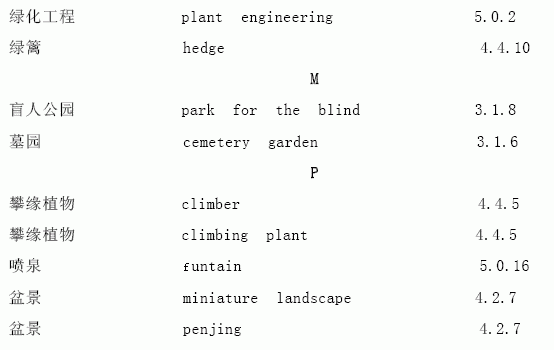 绿化工程 plant engineering 5.0.2
绿篱 hedge 4.4.10
M
盲人公园 park for the blind 3.1.8
墓园 cemetery garden 3.1.6
P
攀缘植物 climber 4.4.5
攀缘植物 climbing plant 4.4.5
喷泉 funtain 5.0.16
盆景 miniature landscape 4.2.7
盆景 penjing 4.2.7